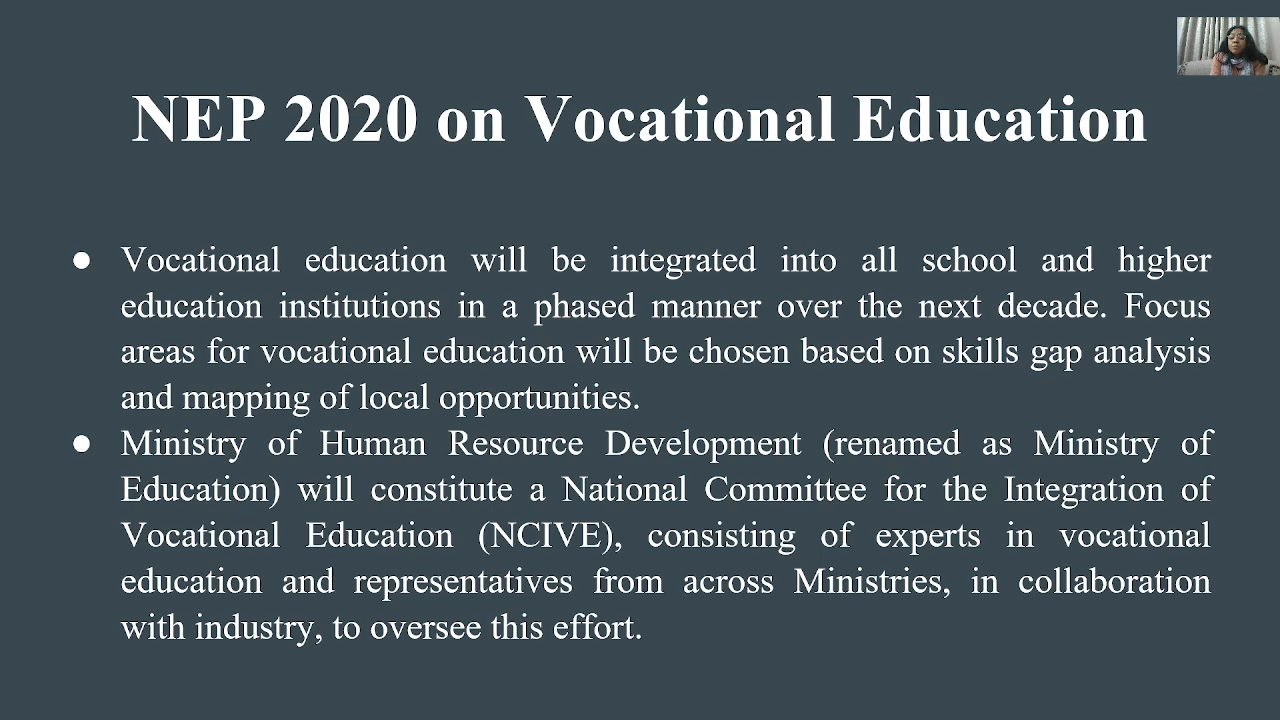 NEP 2020 on Vocational Education
● Vocational education will be integrated into all school and higher
education institutions in a phased manner over the next decade. Focus
areas for vocational education will be chosen based on skills gap analysis
and mapping of local opportunities.
● Ministry of Human Resource Development (renamed as Ministry of
Education) will constitute a National Committee for the Integration of
Vocational Education (NCIVE), consisting of experts in vocational
education and representatives from across Ministries, in collaboration
with industry, to oversee this effort.